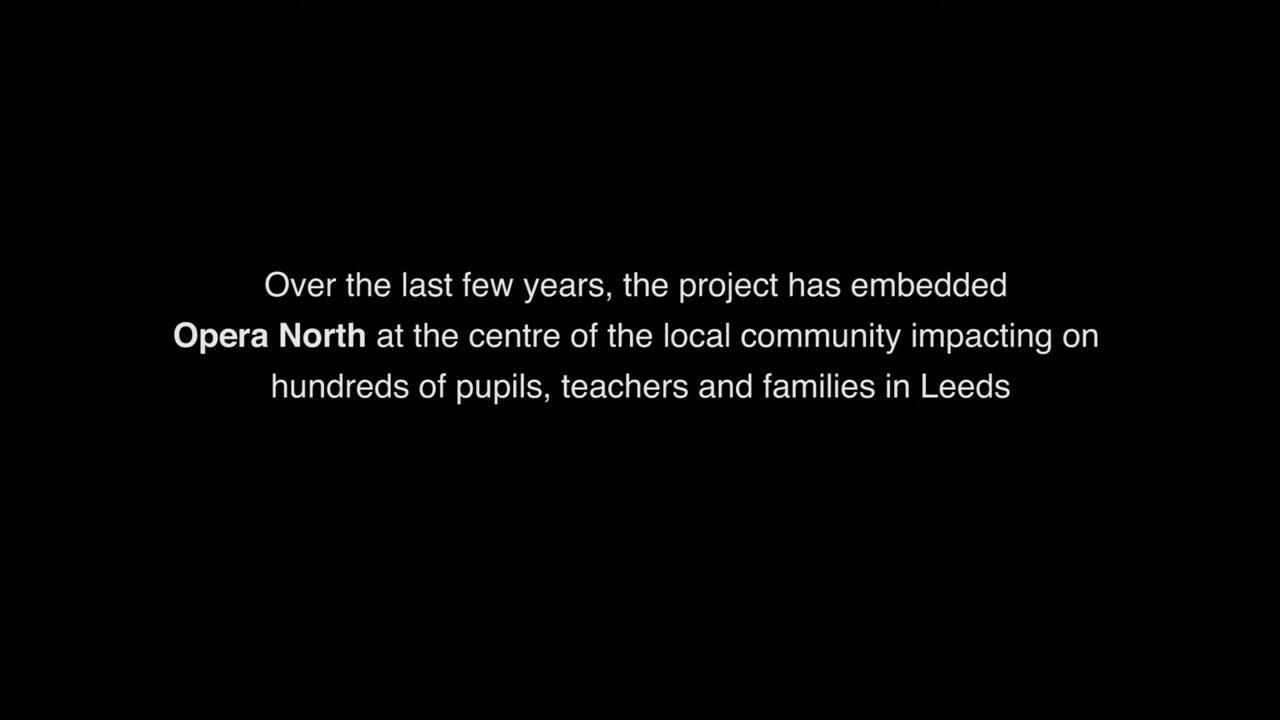 Over the last few years, the project has embedded
Opera North at the centre of the local community impacting on
hundreds of pupils, teachers and families in Leeds